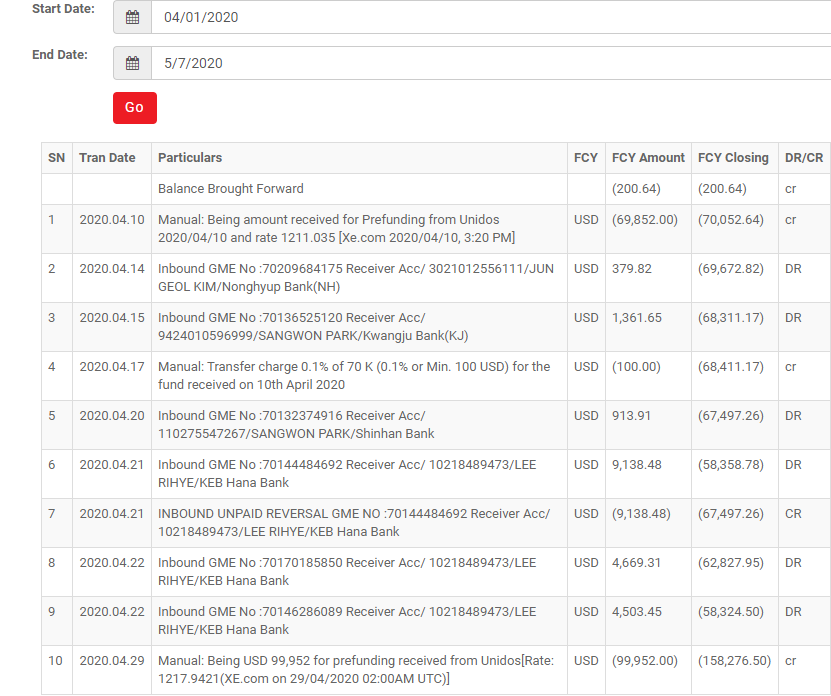 Start Date:
04/01/2020
End Date:
5/7/2020
Go
SN Tran Date Particulars FCY FCY Amount FCY Closing DR/CR
Balance Brought Forward (200.64) (200.64) cr
1 2020.04.10 Manual: Being amount received for Prefunding from Unidos USD (69,852.00) (70,052.64) cr
2020/04/10 and rate 1211.035 [Xe.com 2020/04/10, 3:20 PM]
2 2020.04.14 Inbound GME No :70209684175 Receiver Acc/ 3021012556111/JUN USD 379.82 (69,672.82) DR
GEOL KIM/Nonghyup Bank(NH)
3 2020.04.15 Inbound GME No :70136525120 Receiver Acc/ USD 1,361.65 (68,311.17) DR
9424010596999/SANGWON PARK/Kwangju Bank(KJ)
4 2020.04.17 Manual: Transfer charge 0.1% of 70 K (0.1% or Min. 100 USD) for the USD (100.00) (68,411.17) cr
fund received on 10th April 2020
5 2020.04.20 Inbound GME No :70132374916 Receiver Acc/ USD 913.91 (67,497.26) DR
110275547267/SANGWON PARK/Shinhan Bank
6 2020.04.21 Inbound GME No :70144484692 Receiver Acc/ 10218489473/LEE USD 9,138.48 (58,358.78) DR
RIHYE/KEB Hana Bank
7 2020.04.21 INBOUND UNPAID REVERSAL GME NO :70144484692 Receiver Acc/ USD (9,138.48) (67,497.26) CR
10218489473/LEE RIHYE/KEB Hana Bank
8 2020.04.22 Inbound GME No :70170185850 Receiver Acc/ 10218489473/LEE USD 4,669.31 (62,827.95) DR
RIHYE/KEB Hana Bank
9 2020.04.22 Inbound GME No :70146286089 Receiver Acc/ 10218489473/LEE USD 4,503.45 (58,324.50) DR
RIHYE/KEB Hana Bank
10 2020.04.29 Manual: Being USD 99,952 for prefunding received from Unidos[Rate: USD (99,952.00) (158,276.50) cr
1217.9421(XE.com on 29/04/2020 02:00AM UTC)]